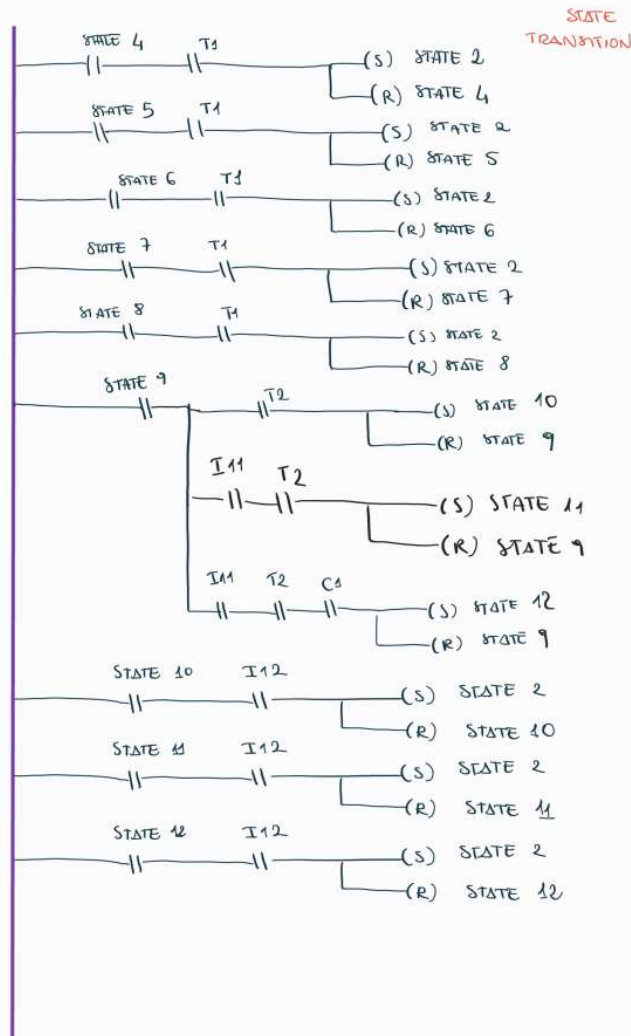 STATE
TRANSITION
STATE 4 T1 (S) STATE 2
(R) STATE 4
STATE 5 T1 (S) STATE 2
(R) STATE 5
STATE 6 T1 (S) STATE 2
(R) STATE 6
STATE 7 T1 (S) STATE 2
(R) STATE 7
STATE 8 T1 (S) STATE 2
(R) STATE 8
STATE 9 T2 (S) STATE 10
(R) STATE 9
I11 T2 (S) STATE 11
(R) STATE 9
I11 T2 C1 (S) STATE 12
(R) STATE 9
STATE 10 I12 (S) STATE 2
(R) STATE 10
STATE 11 I12 (S) STATE 2
(R) STATE 11
STATE 12 I12 (S) STATE 2
(R) STATE 12